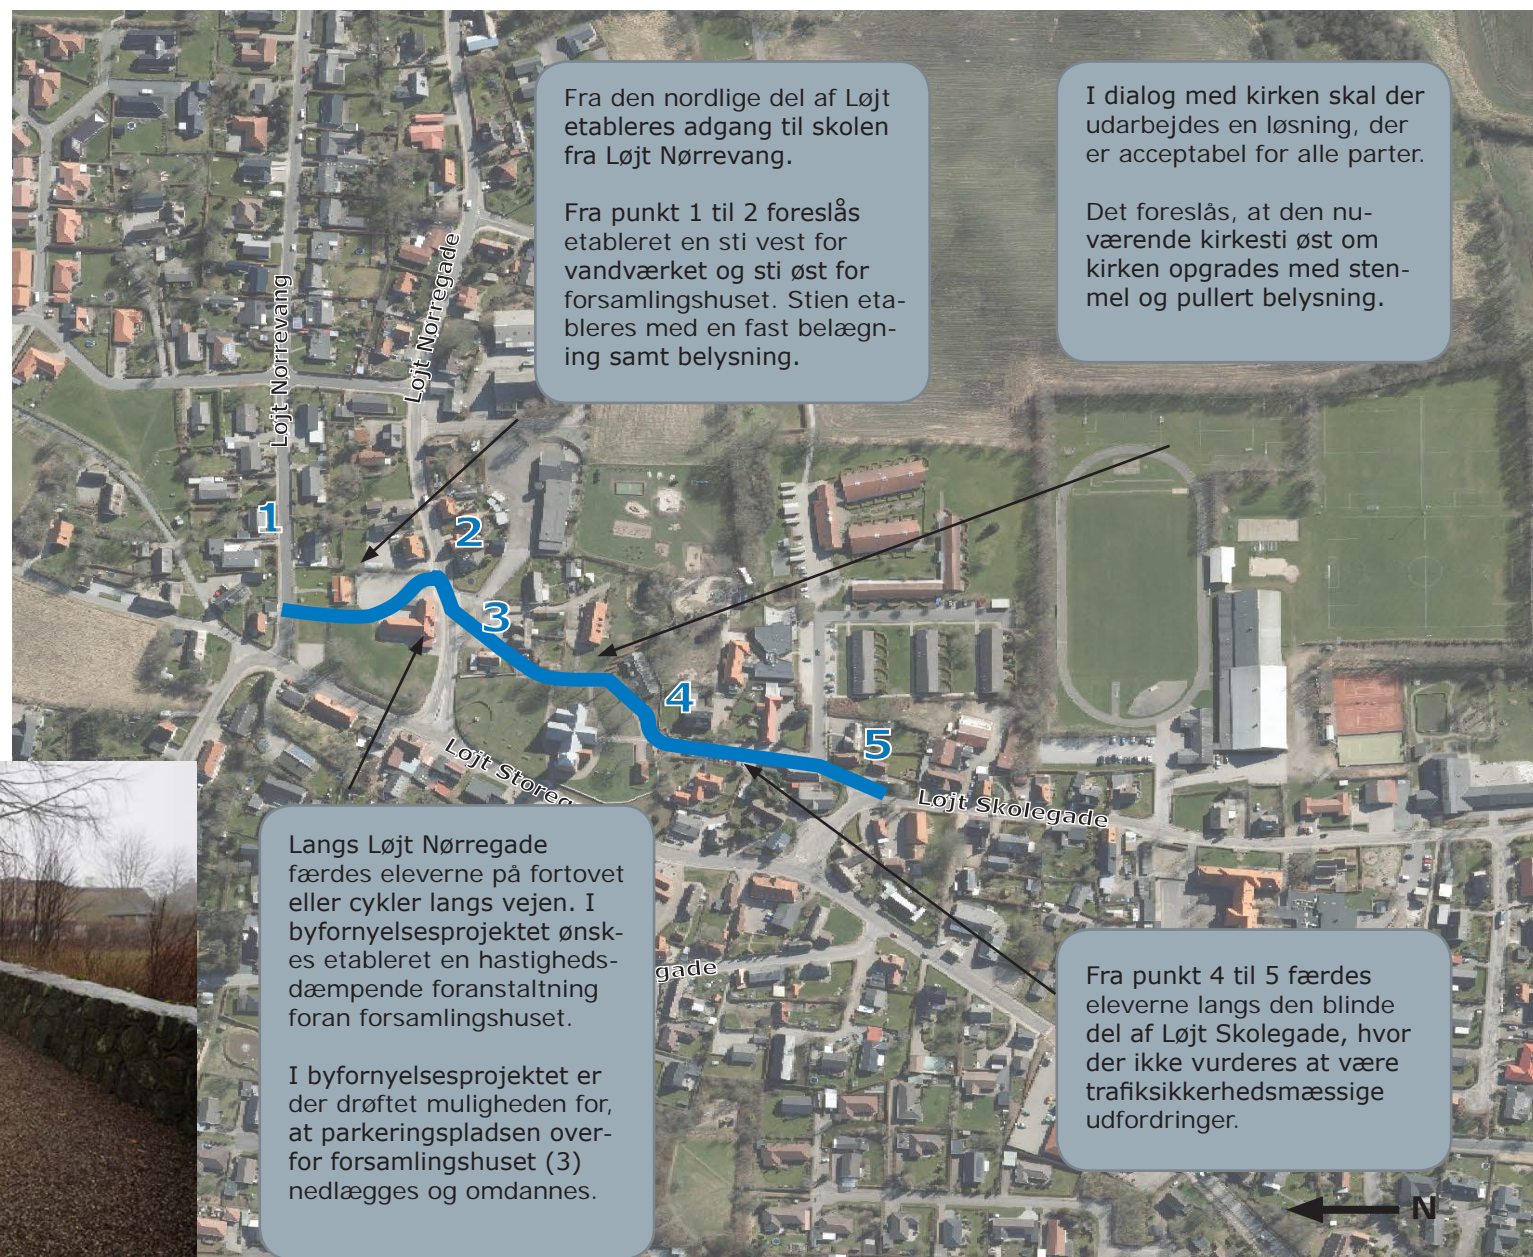 Fra den nordlige del af Løjt
etableres adgang til skolen
fra Løjt Nørrevang.
Fra punkt 1 til 2 foreslås
etableret en sti vest for
vandværket og sti øst for
forsamlingshuset. Stien eta-
bleres med en fast belægn-
ing samt belysning.
I dialog med kirken skal der
udarbejdes en løsning, der
er acceptabel for alle parter.
Det foreslås, at den nu-
værende kirkesti øst om
kirken opgrades med sten-
mel og pullert belysning.
Løjt Nørrevang
Løjt Nørregade
1
2
3
4
5
Løjt Storega
Løjt Skolegade
gade
Langs Løjt Nørregade
færdes eleverne på fortovet
eller cykler langs vejen. I
byfornyelsesprojektet ønsk-
es etableret en hastigheds-
dæmpende foranstaltning
foran forsamlingshuset.
I byfornyelsesprojektet er
der drøftet muligheden for,
at parkeringspladsen over-
for forsamlingshuset (3)
nedlægges og omdannes.
Fra punkt 4 til 5 færdes
eleverne langs den blinde
del af Løjt Skolegade, hvor
der ikke vurderes at være
trafiksikkerhedsmæssige
udfordringer.
N